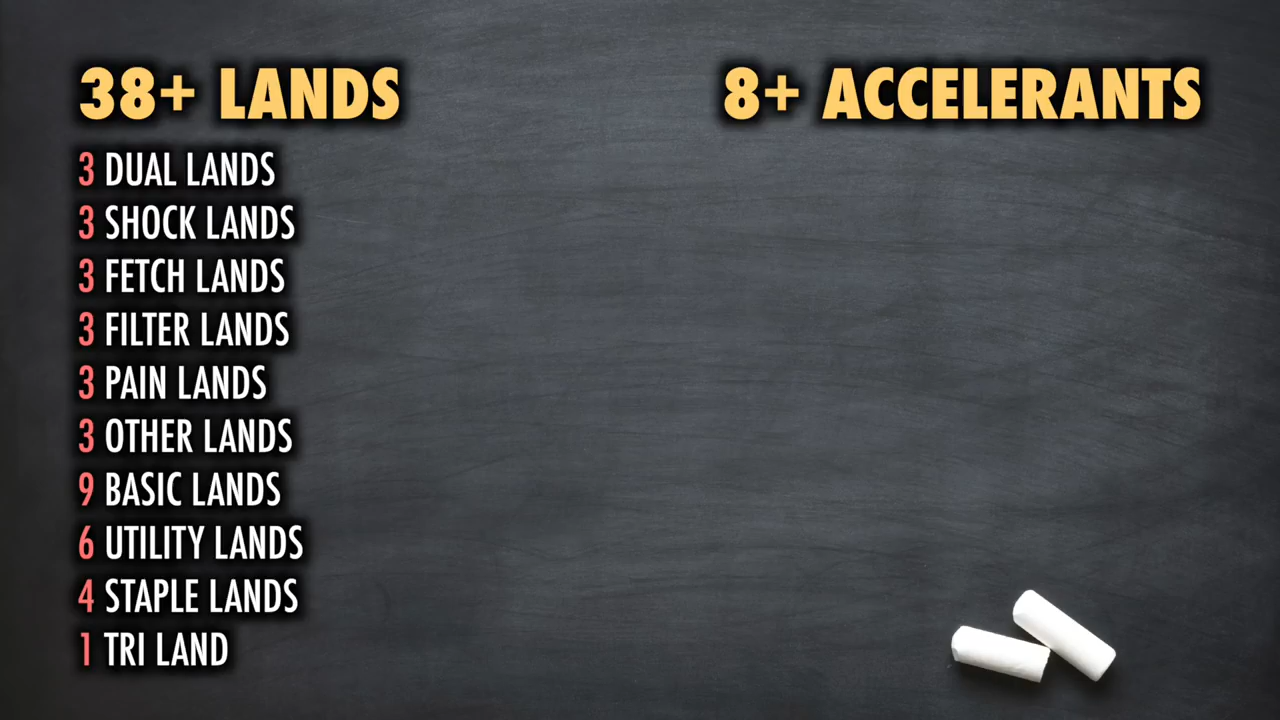 38+ LANDS
8+ ACCELERANTS
3 DUAL LANDS
3 SHOCK LANDS
3 FETCH LANDS
3 FILTER LANDS
3 PAIN LANDS
3 OTHER LANDS
9 BASIC LANDS
6 UTILITY LANDS
4 STAPLE LANDS
1 TRI LAND